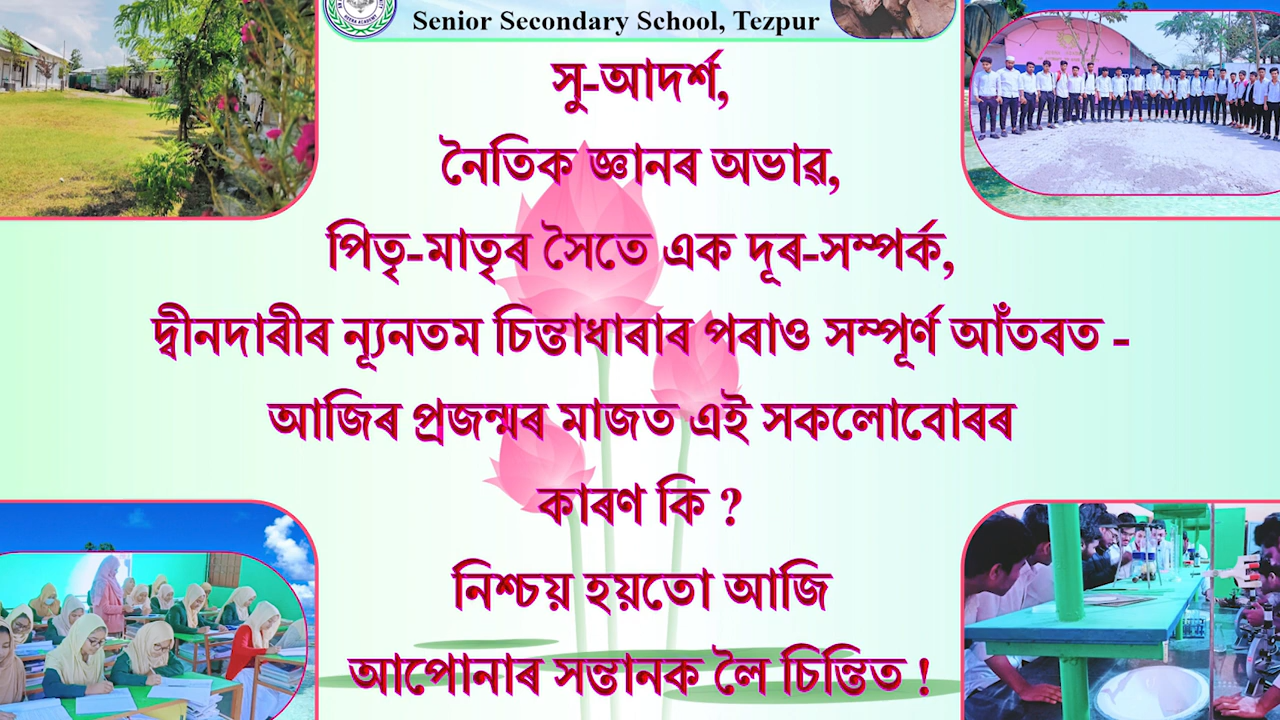 Senior Secondary School, Tezpur
সু-আদৰ্শ,
নৈতিক জ্ঞানৰ অভাৱ,
পিতৃ-মাতৃৰ সৈতে এক দূৰ-সম্পৰ্ক,
দ্বীনদাৰীৰ ন্যূনতম চিন্তাধাৰাৰ পৰাও সম্পূৰ্ণ আঁতৰত -
আজিৰ প্ৰজন্মৰ মাজত এই সকলোবোৰৰ
কাৰণ কি ?
নিশ্চয় হয়তো আজি
আপোনাৰ সন্তানক লৈ চিন্তিত !